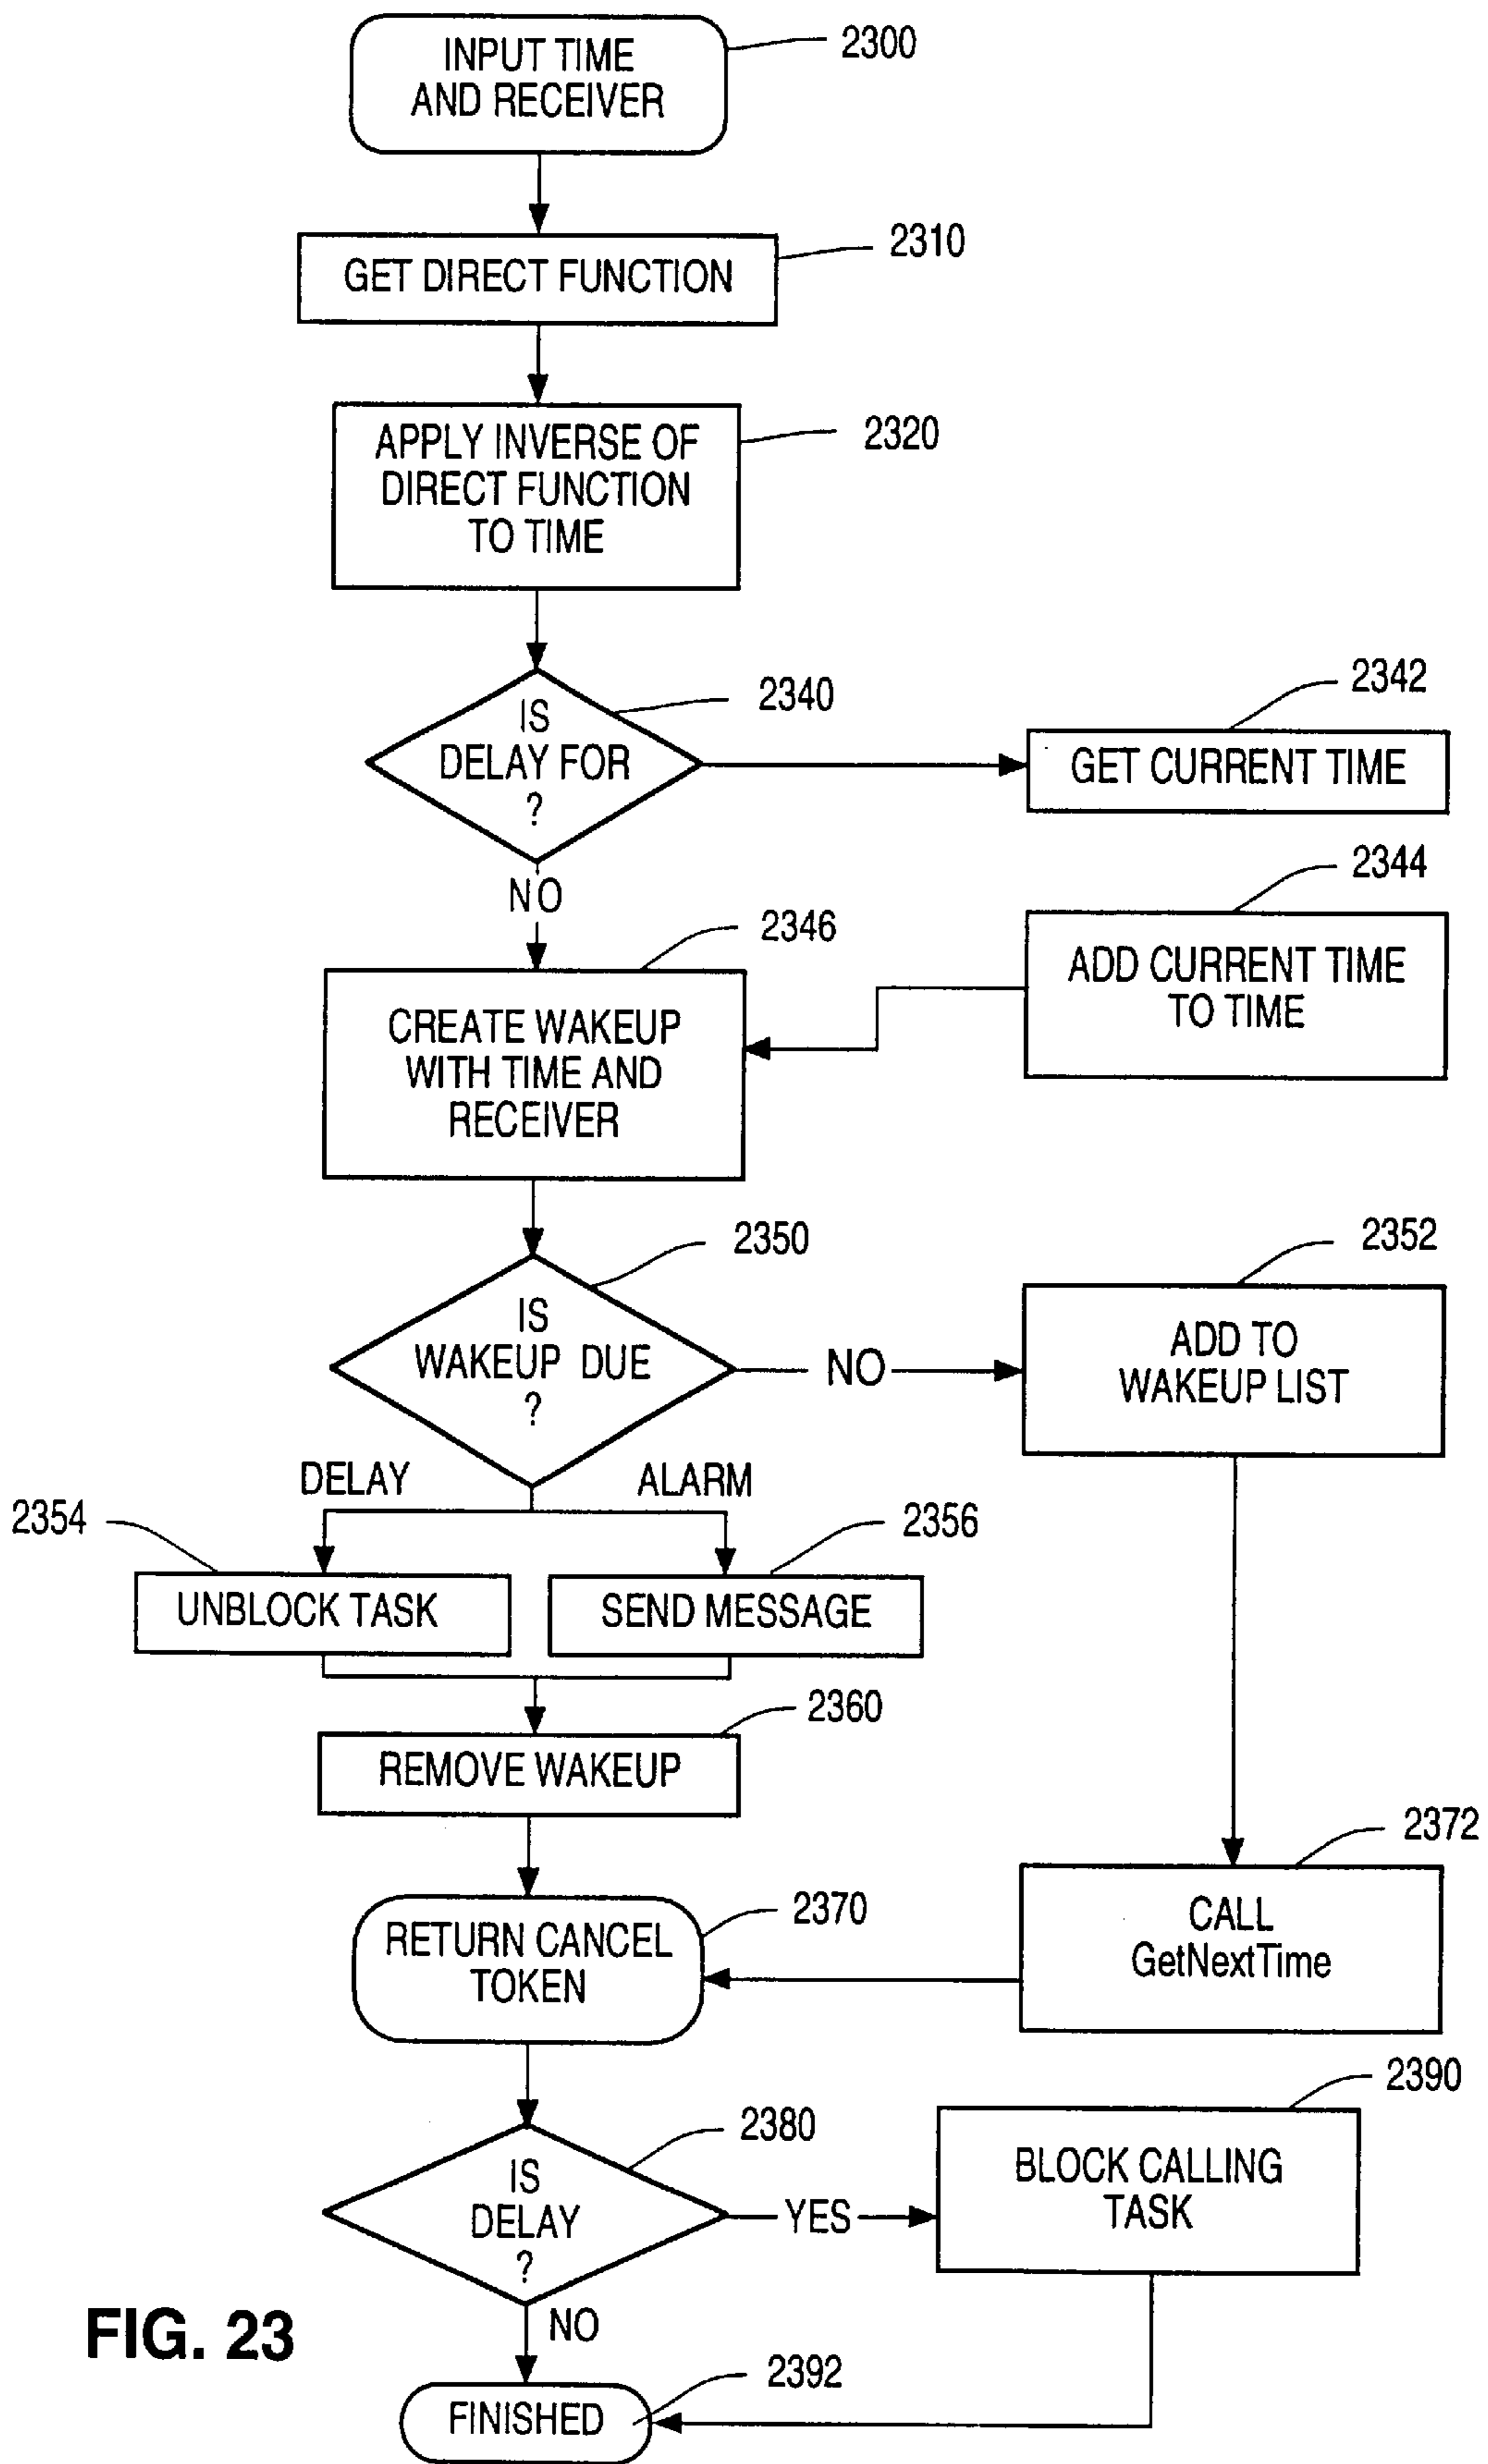 INPUT TIME
AND RECEIVER
2300
GET DIRECT FUNCTION
2310
APPLY INVERSE OF
DIRECT FUNCTION
TO TIME
2320
IS
DELAY FOR
?
2340
2342
GET CURRENT TIME
NO
2344
ADD CURRENT TIME
TO TIME
2346
CREATE WAKEUP
WITH TIME AND
RECEIVER
2350
IS
WAKEUP DUE
?
NO
2352
ADD TO
WAKEUP LIST
DELAY
ALARM
2354
2356
UNBLOCK TASK
SEND MESSAGE
2360
REMOVE WAKEUP
2372
CALL
GetNextTime
2370
RETURN CANCEL
TOKEN
2380
IS
DELAY
?
YES
2390
BLOCK CALLING
TASK
NO
FIG. 23
2392
FINISHED